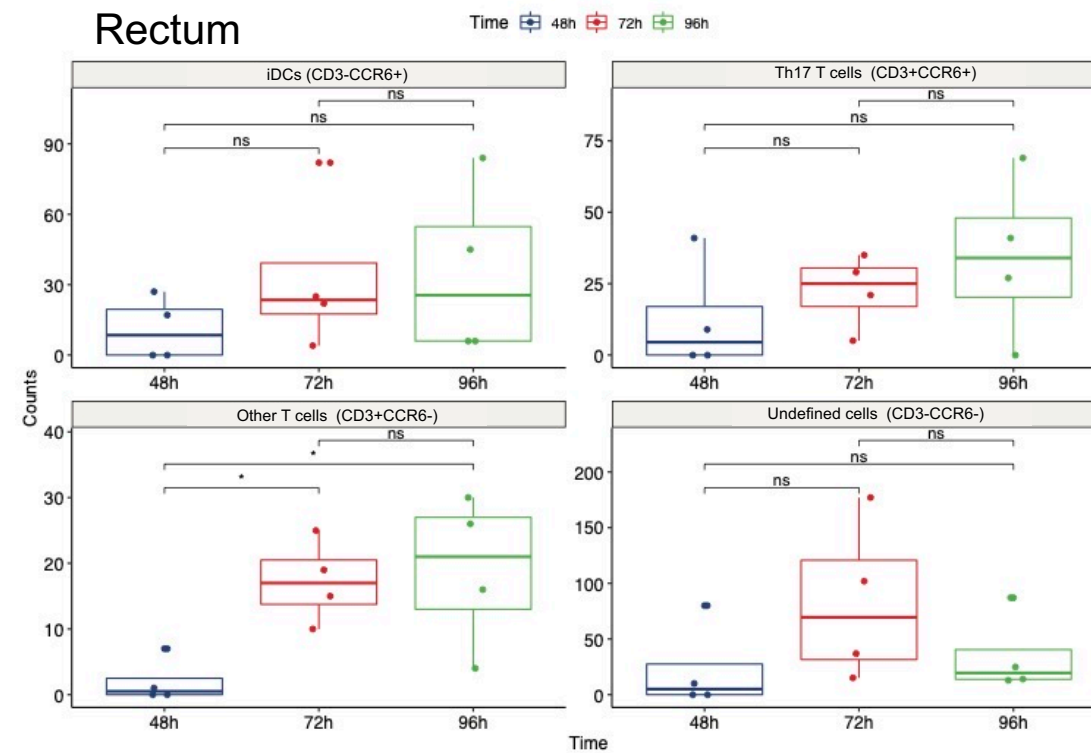 Rectum
Time 48h 72h 96h
iDCs (CD3-CCR6+)
Th17 T cells (CD3+CCR6+)
ns
ns
ns
ns
ns
ns
90
60
30
0
75
50
25
0
48h 72h 96h
48h 72h 96h
Counts
Other T cells (CD3+CCR6-)
Undefined cells (CD3-CCR6-)
ns
*
*
ns
ns
ns
40
30
20
10
0
200
150
100
50
0
48h 72h 96h
48h 72h 96h
Time